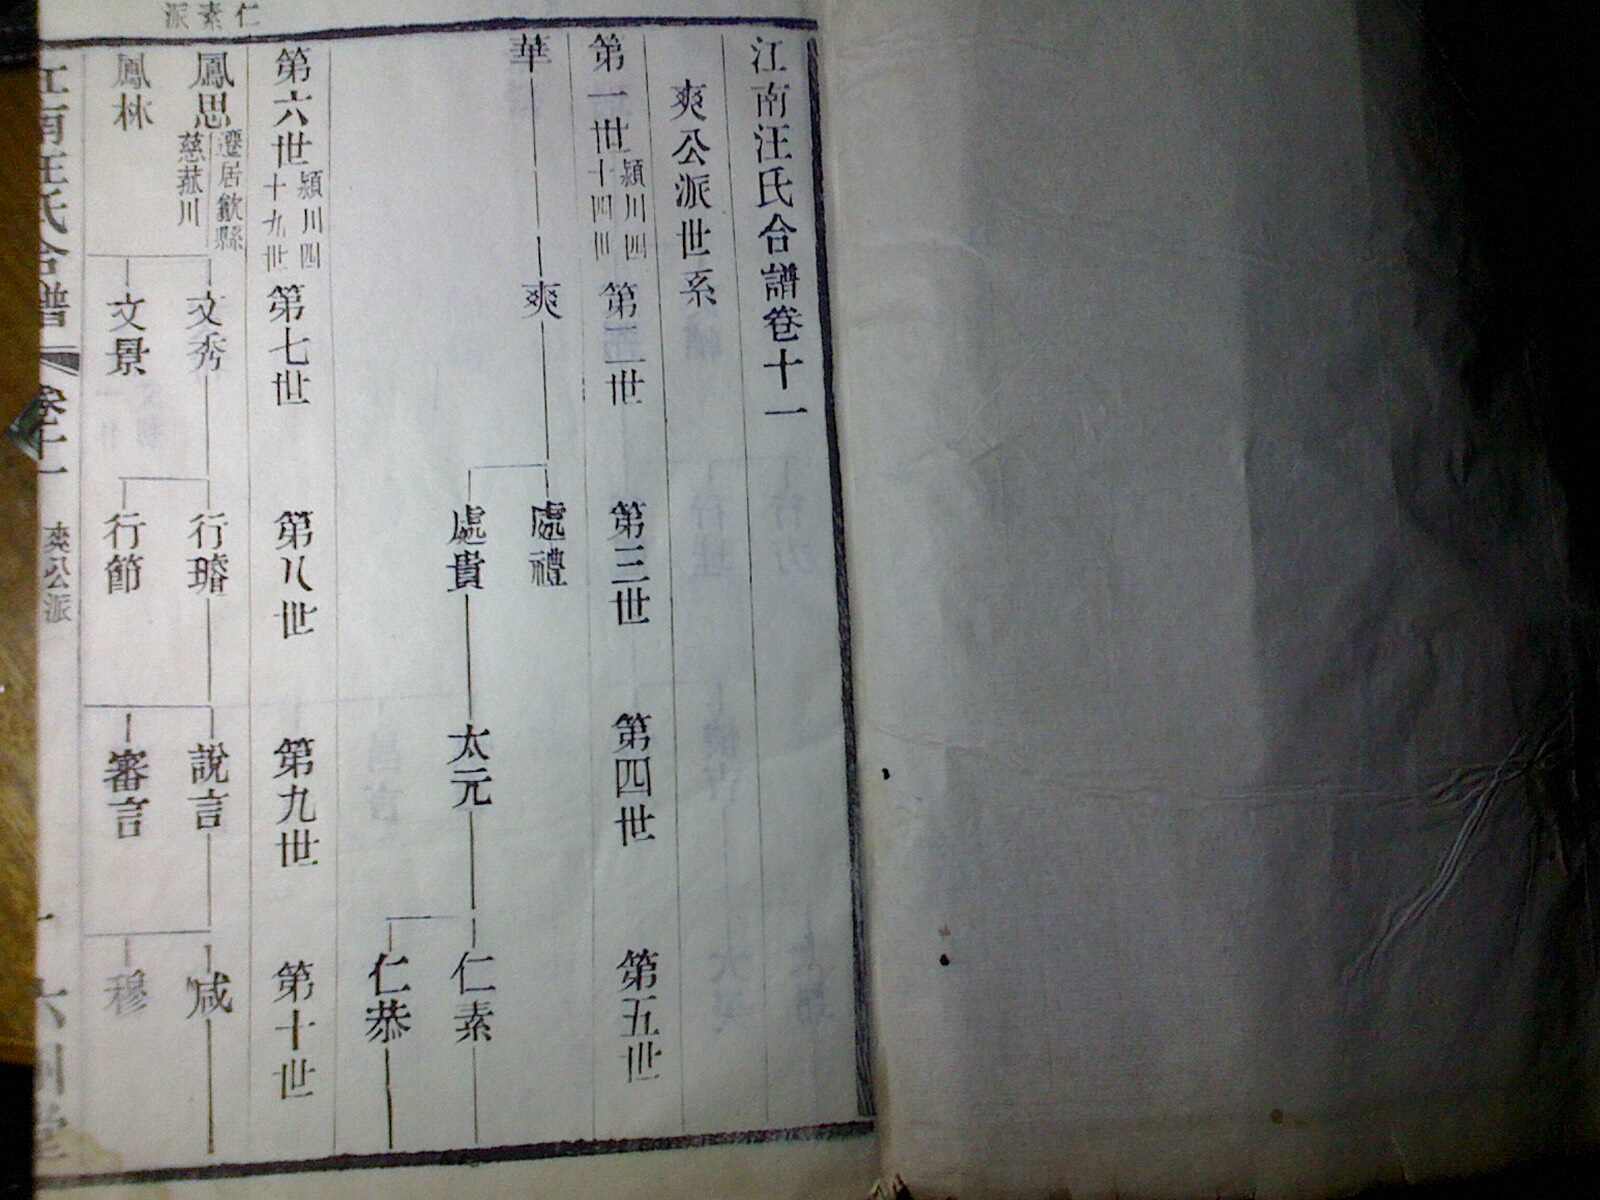 仁素派
江南汪氏合譜卷十一
爽公派世系
第一世
潁川四
十四世
第二世
第三世
第四世
第五世
華
爽
處禮
處貴
太元
仁素
仁恭
第六世
潁川四
十九世
第七世
第八世
第九世
第十世
鳳思
遷居歙縣
慈菰川
文秀
說言
咸
鳳林
文景
行節
審言
穆
江南汪氏合譜
卷十一
爽公派
一
六州堂